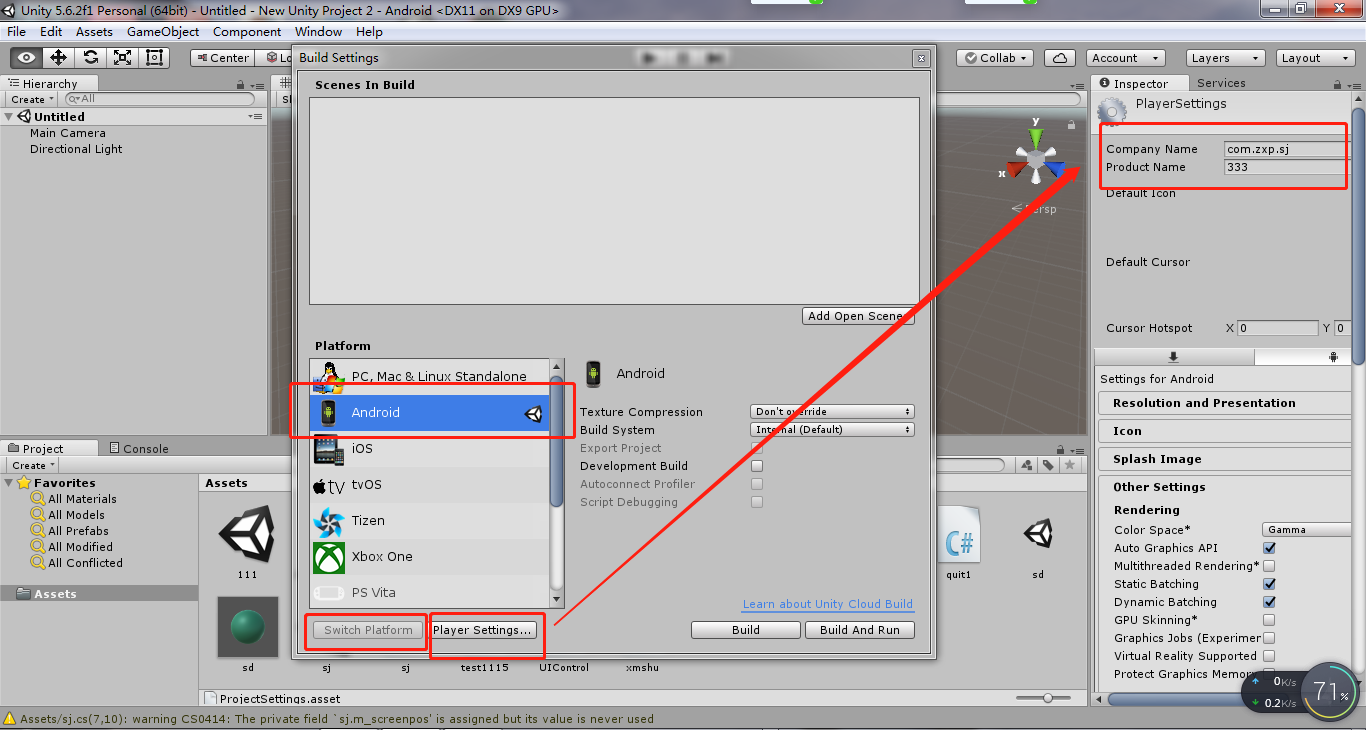 Unity 5.6.2f1 Personal (64bit) - Untitled - New Unity Project 2 - Android <DX11 on DX9 GPU>
File Edit Assets GameObject Component Window Help
Center
Collab
Account
Layers
Layout
Hierarchy
Create
All
Untitled
Main Camera
Directional Light
Build Settings
Scenes In Build
Add Open Scenes
Platform
PC, Mac & Linux Standalone
Android
iOS
tvOS
Tizen
Xbox One
PS Vita
Android
Texture Compression Don't override
Build System Internal (Default)
Export Project
Development Build
Autoconnect Profiler
Script Debugging
Learn about Unity Cloud Build
Switch Platform
Player Settings...
Build
Build And Run
y
x
Persp
Inspector
Services
PlayerSettings
Company Name com.zxp.sj
Product Name 333
Default Icon
Default Cursor
Cursor Hotspot X 0 Y 0
Settings for Android
Resolution and Presentation
Icon
Splash Image
Other Settings
Rendering
Color Space* Gamma
Auto Graphics API
Multithreaded Rendering*
Static Batching
Dynamic Batching
GPU Skinning*
Graphics Jobs (Experimer
Virtual Reality Supported
Protect Graphics Memor
0K/s
0.2K/s
71%
Project
Console
Create
Favorites
All Materials
All Models
All Prefabs
All Modified
All Conflicted
Assets
Assets
111
C#
quit1
sd
sd
sj
sj
test1115
UIControl
xmshu
ProjectSettings.asset
Assets/sj.cs(7,10): warning CS0414: The private field `sj.m_screenpos' is assigned but its value is never used